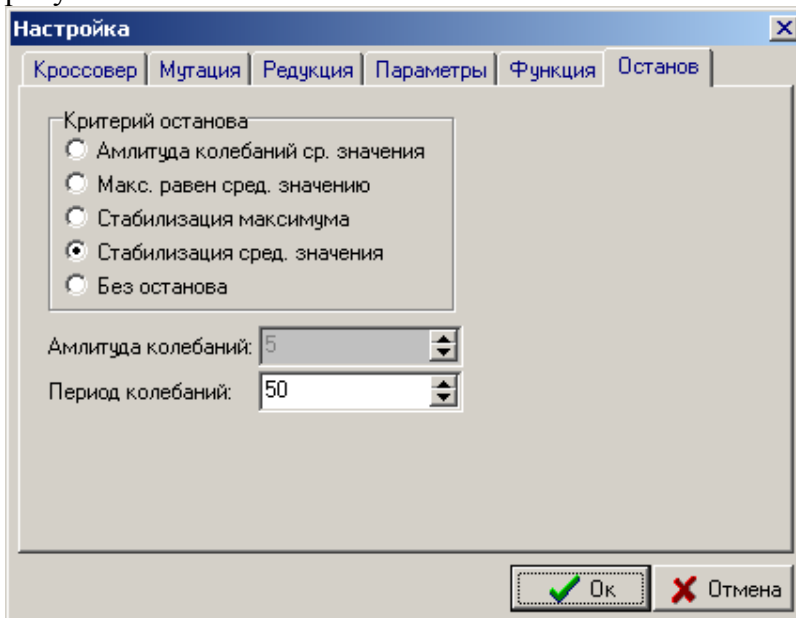 Настройка
Кроссовер Мутация Редукция Параметры Функция Останов
Критерий останова
Амлитуда колебаний ср. значения
Макс. равен сред. значению
Стабилизация максимума
Стабилизация сред. значения
Без останова
Амлитуда колебаний: 5
Период колебаний: 50
Ок Отмена